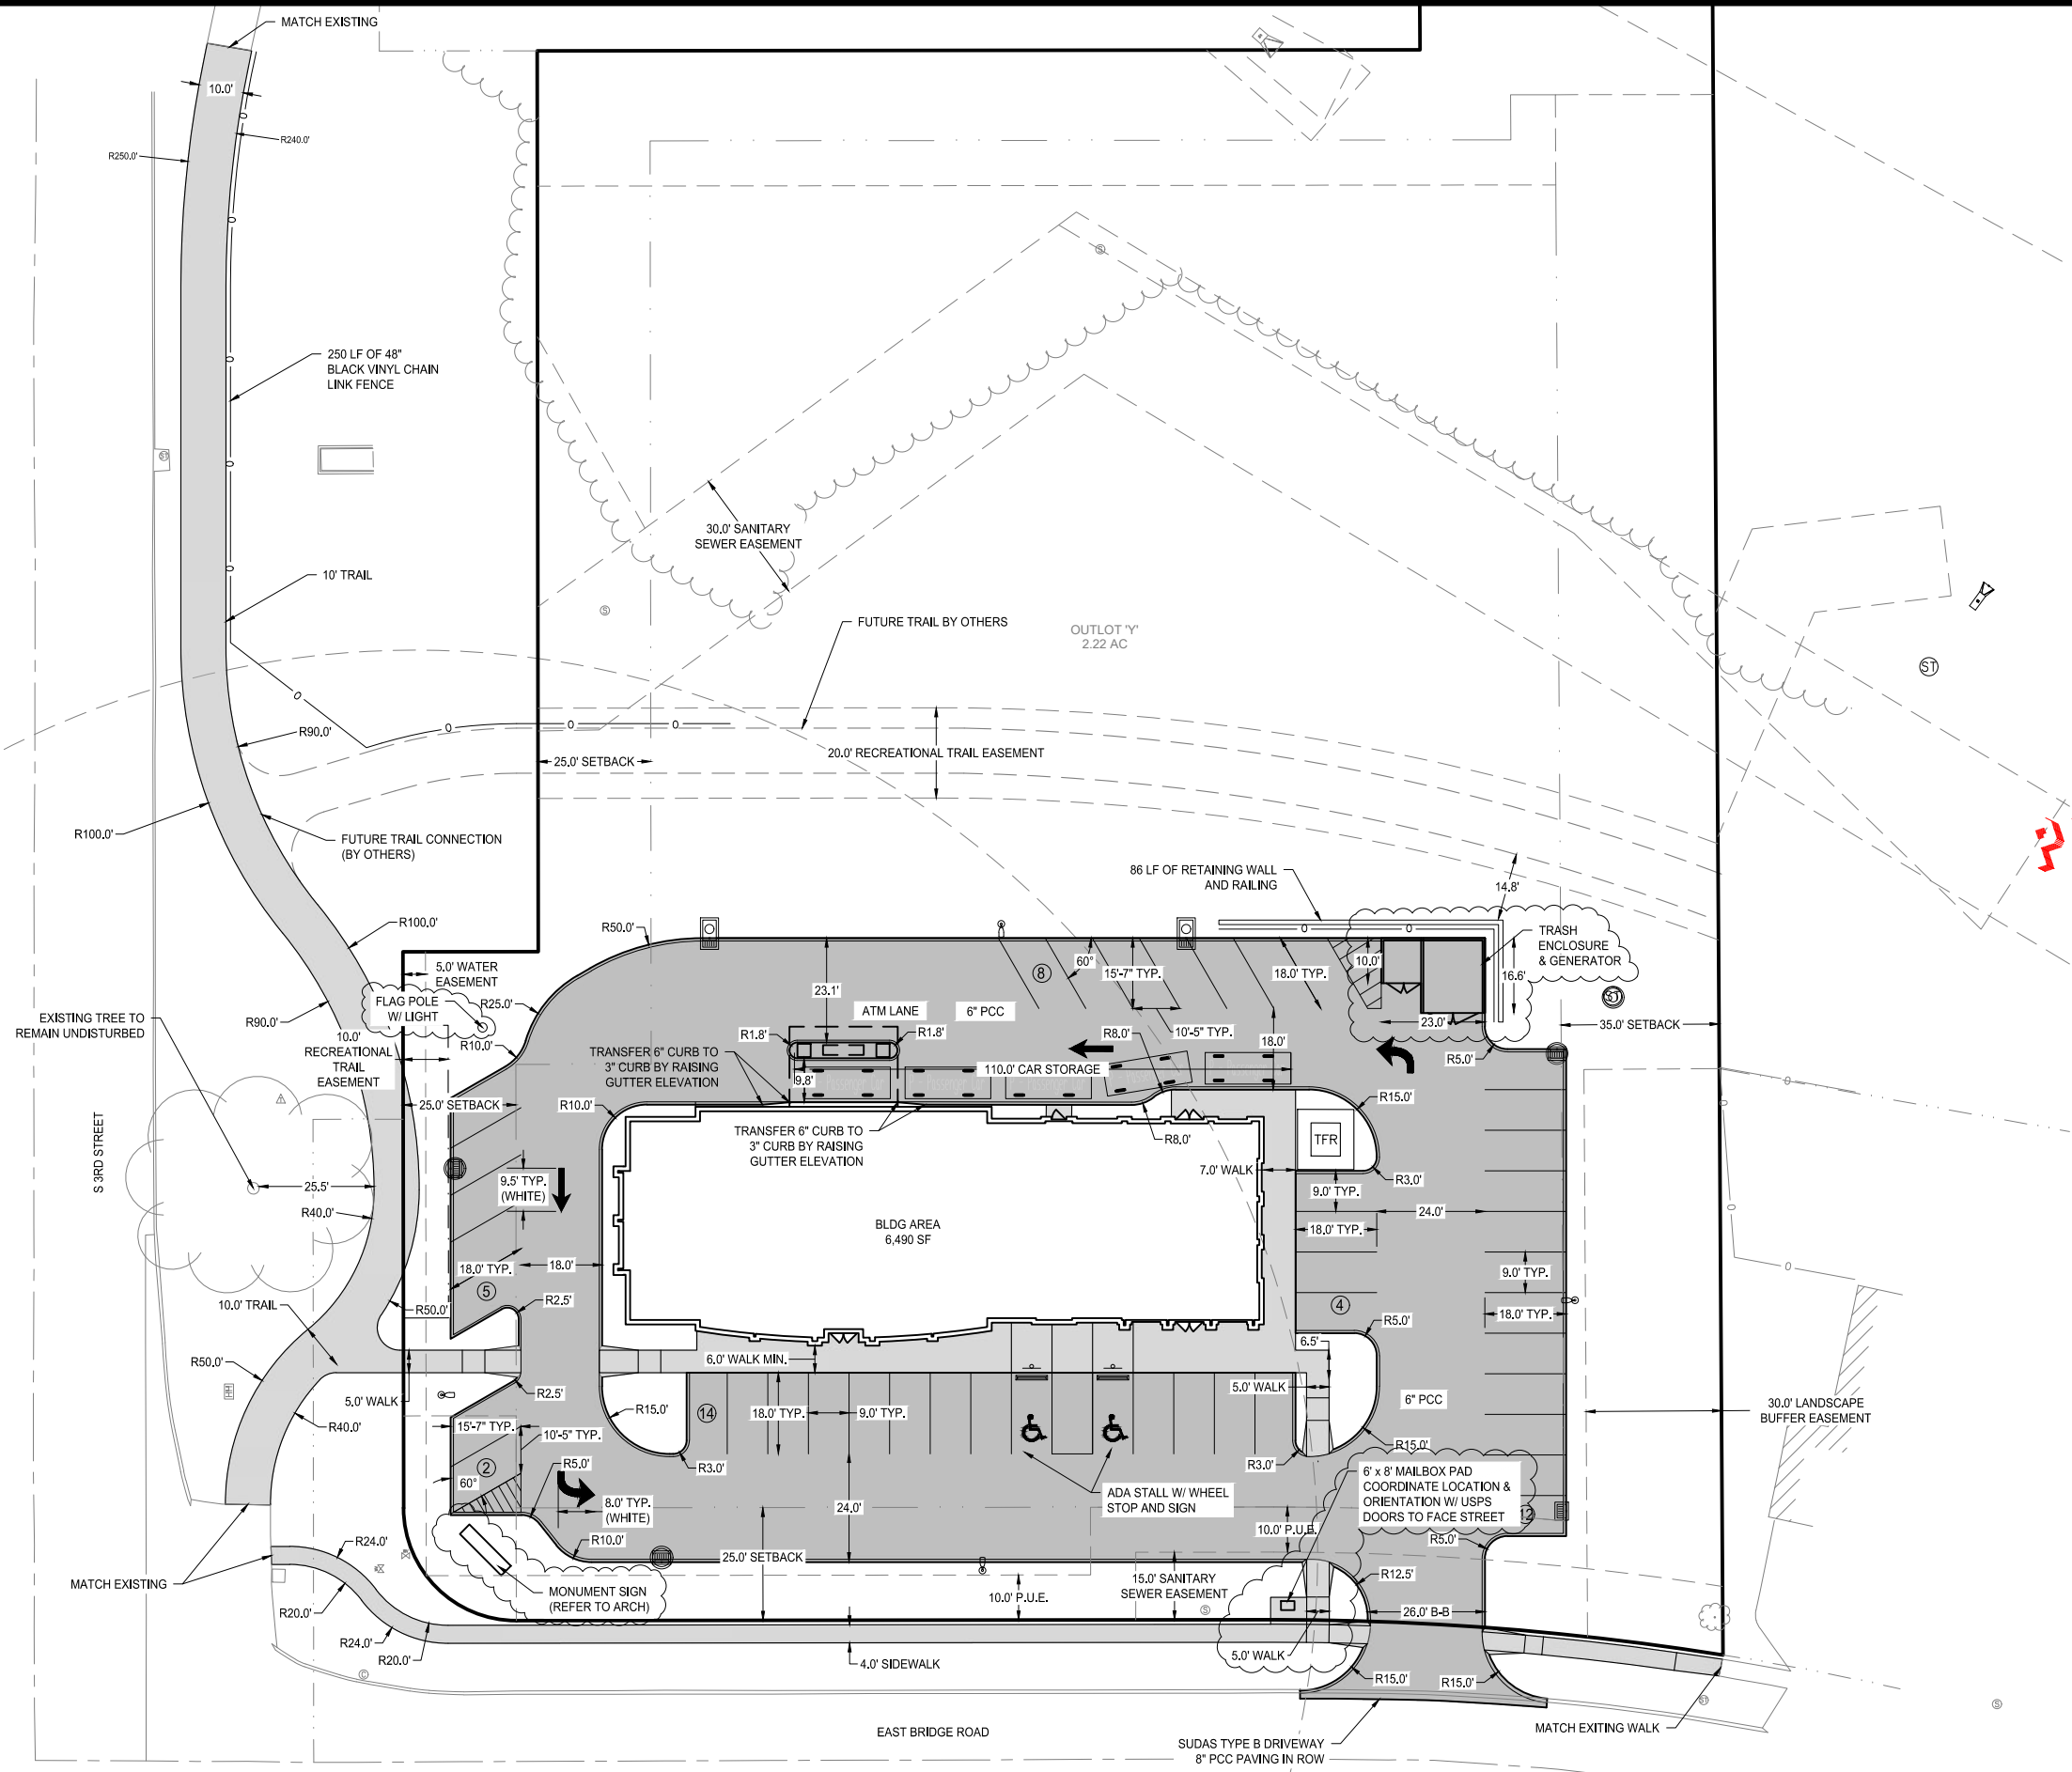 MATCH EXISTING
10.0'
R250.0'
R240.0'
250 LF OF 48"
BLACK VINYL CHAIN
LINK FENCE
30.0' SANITARY
SEWER EASEMENT
10' TRAIL
FUTURE TRAIL BY OTHERS
OUTLOT 'Y'
2.22 AC
ST
R90.0'
20.0' RECREATIONAL TRAIL EASEMENT
25.0' SETBACK
R100.0'
FUTURE TRAIL CONNECTION
(BY OTHERS)
86 LF OF RETAINING WALL
AND RAILING
14.8'
R100.0'
R50.0'
TRASH
ENCLOSURE
& GENERATOR
5.0' WATER
EASEMENT
60°
8
15'-7" TYP.
18.0' TYP.
10.0'
16.6'
23.1'
FLAG POLE
W/ LIGHT
R25.0'
ATM LANE
6" PCC
ST
EXISTING TREE TO
REMAIN UNDISTURBED
R90.0'
R1.8'
R1.8'
R8.0'
10'-5" TYP.
23.0'
35.0' SETBACK
10.0'
RECREATIONAL
TRAIL
EASEMENT
R10.0'
TRANSFER 6" CURB TO
3" CURB BY RAISING
GUTTER ELEVATION
18.0'
R5.0'
9.8'
110.0' CAR STORAGE
25.0' SETBACK
R10.0'
R15.0'
TRANSFER 6" CURB TO
3" CURB BY RAISING
GUTTER ELEVATION
R8.0'
TFR
S 3RD STREET
7.0' WALK
R3.0'
9.5' TYP.
(WHITE)
25.5'
9.0' TYP.
R40.0'
24.0'
BLDG AREA
6,490 SF
18.0' TYP.
18.0' TYP.
18.0'
9.0' TYP.
5
R2.5'
4
10.0' TRAIL
R50.0'
18.0' TYP.
R5.0'
6.5'
6.0' WALK MIN.
R50.0'
R2.5'
5.0' WALK
5.0' WALK
R15.0'
14
18.0' TYP.
9.0' TYP.
6" PCC
30.0' LANDSCAPE
BUFFER EASEMENT
R40.0'
15'-7" TYP.
10'-5" TYP.
R15.0'
R3.0'
R3.0'
2
R5.0'
60°
6' x 8' MAILBOX PAD
COORDINATE LOCATION &
ORIENTATION W/ USPS
DOORS TO FACE STREET
12
ADA STALL W/ WHEEL
STOP AND SIGN
8.0' TYP.
(WHITE)
24.0'
10.0' P.U.E.
R24.0'
R10.0'
R5.0'
25.0' SETBACK
MATCH EXISTING
15.0' SANITARY
SEWER EASEMENT
R12.5'
MONUMENT SIGN
(REFER TO ARCH)
10.0' P.U.E.
R20.0'
26.0' B-B
R24.0'
R20.0'
4.0' SIDEWALK
5.0' WALK
R15.0'
R15.0'
EAST BRIDGE ROAD
MATCH EXITING WALK
SUDAS TYPE B DRIVEWAY
8" PCC PAVING IN ROW